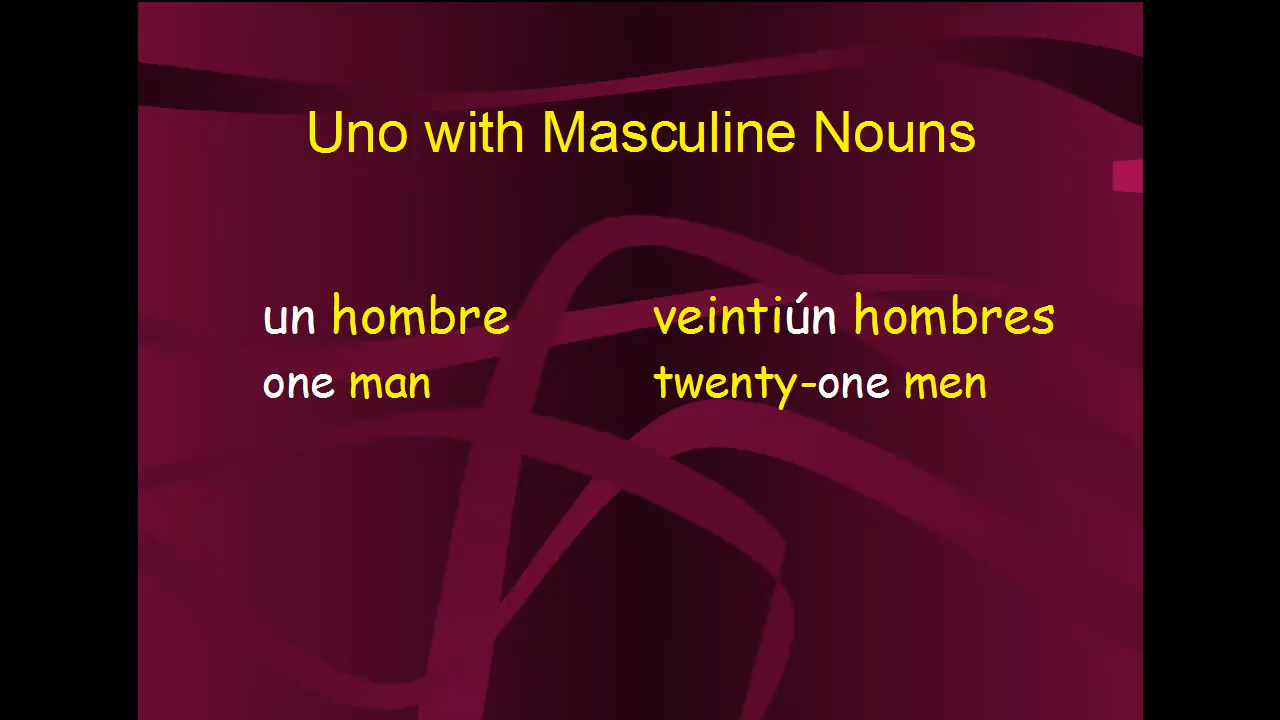 Uno with Masculine Nouns
un hombre
one man
veintiún hombres
twenty-one men